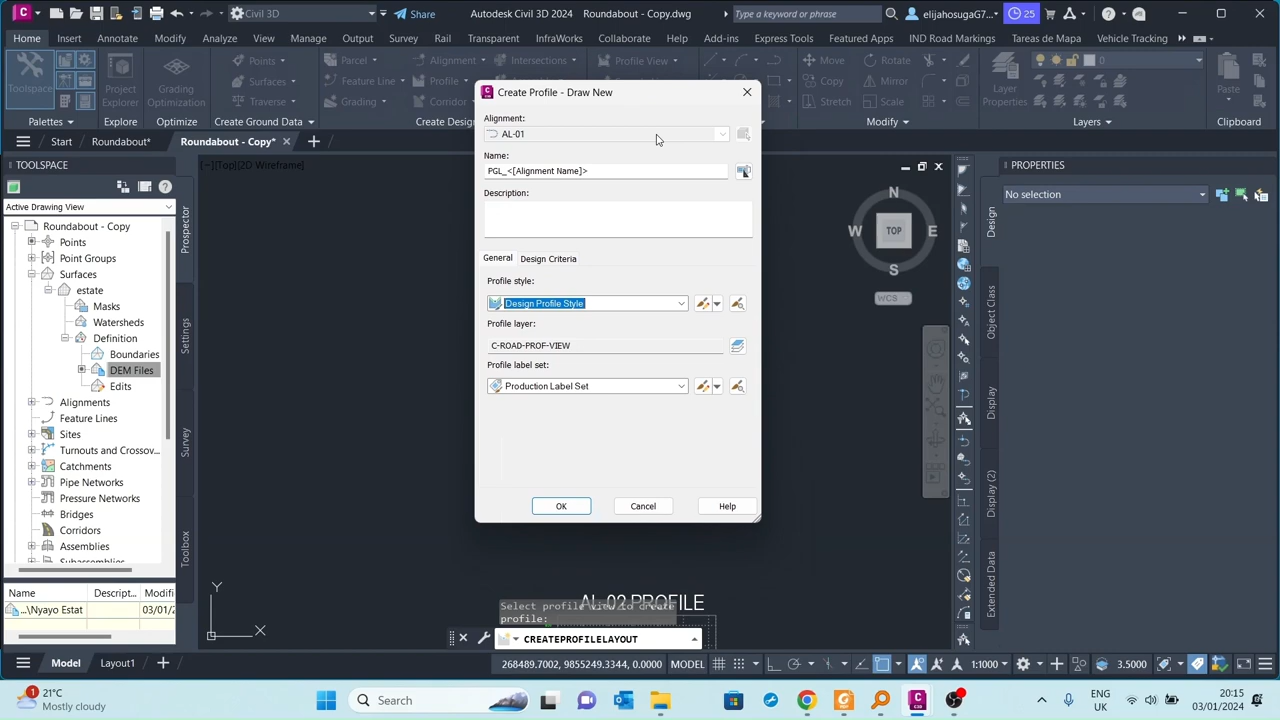 Civil 3D
Share
Autodesk Civil 3D 2024 Roundabout - Copy.dwg
Type a keyword or phrase
elijahosugaG7...
25
Home Insert Annotate Modify Analyze View Manage Output Survey Rail Transparent InfraWorks Collaborate Help Add-ins Express Tools Featured Apps IND Road Markings Tareas de Mapa Vehicle Tracking
Toolspace
Project Explorer
Grading Optimization
Points
Surfaces
Traverse
Parcel
Feature Line
Grading
Alignment
Profile
Corridor
Intersections
Profile View
Layer Properties
0
Move
Copy
Stretch
Rotate
Mirror
Scale
Paste
Palettes
Explore
Optimization
Create Ground Data
Create Design
Layers
Modify
Clipboard
Start
Roundabout*
Roundabout - Copy*
TOOLSPACE
Active Drawing View
Roundabout - Copy
Points
Point Groups
Surfaces
estate
Masks
Watersheds
Definition
Boundaries
DEM Files
Edits
Alignments
Feature Lines
Sites
Turnouts and Crossov...
Catchments
Pipe Networks
Pressure Networks
Bridges
Corridors
Assemblies
Subassemblies
Name Descript... Modifi
...\Nyayo Estat 03/01/2
Prospector
Settings
Survey
Toolbox
[−][Top][2D Wireframe]
Create Profile - Draw New
Alignment:
AL-01
Name:
PGL_<[Alignment Name]>
Description:
General
Design Criteria
Profile style:
Design Profile Style
Profile layer:
C-ROAD-PROF-VIEW
Profile label set:
Production Label Set
OK
Cancel
Help
N
W
TOP
E
S
WCS
AL-02 PROFILE
Select profile view to create
profile:
CREATEPROFILELAYOUT
Y
X
PROPERTIES
No selection
Design
Object Class
Display
Display (2)
Extended Data
Model
Layout1
268489.7002, 9855249.3344, 0.0000
MODEL
1:1000
3.5000
1
21°C
Mostly cloudy
Search
ENG
UK
20:15
03/01/2024